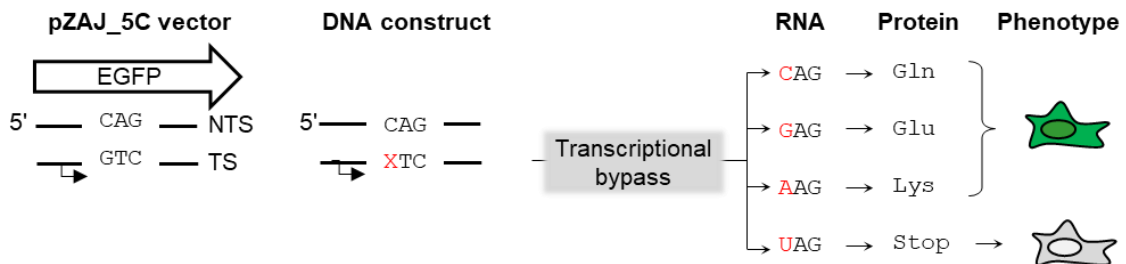 pZAJ_5C vector DNA construct RNA Protein Phenotype
EGFP
5' CAG NTS
GTC TS
5' CAG
XTC
Transcriptional
bypass
CAG Gln
GAG Glu
AAG Lys
UAG Stop